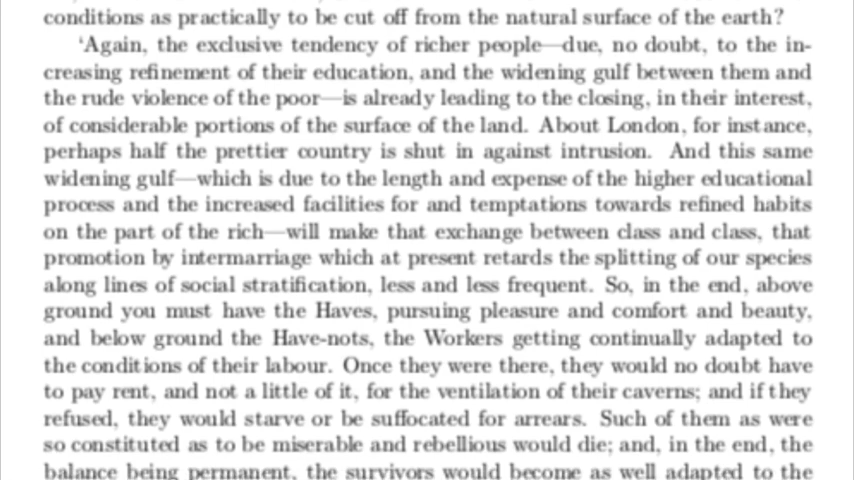 conditions as practically to be cut off from the natural surface of the earth?
‘Again, the exclusive tendency of richer people—due, no doubt, to the in-
creasing refinement of their education, and the widening gulf between them and
the rude violence of the poor—is already leading to the closing, in their interest,
of considerable portions of the surface of the land. About London, for instance,
perhaps half the prettier country is shut in against intrusion. And this same
widening gulf—which is due to the length and expense of the higher educational
process and the increased facilities for and temptations towards refined habits
on the part of the rich—will make that exchange between class and class, that
promotion by intermarriage which at present retards the splitting of our species
along lines of social stratification, less and less frequent. So, in the end, above
ground you must have the Haves, pursuing pleasure and comfort and beauty,
and below ground the Have-nots, the Workers getting continually adapted to
the conditions of their labour. Once they were there, they would no doubt have
to pay rent, and not a little of it, for the ventilation of their caverns; and if they
refused, they would starve or be suffocated for arrears. Such of them as were
so constituted as to be miserable and rebellious would die; and, in the end, the
balance being permanent, the survivors would become as well adapted to the